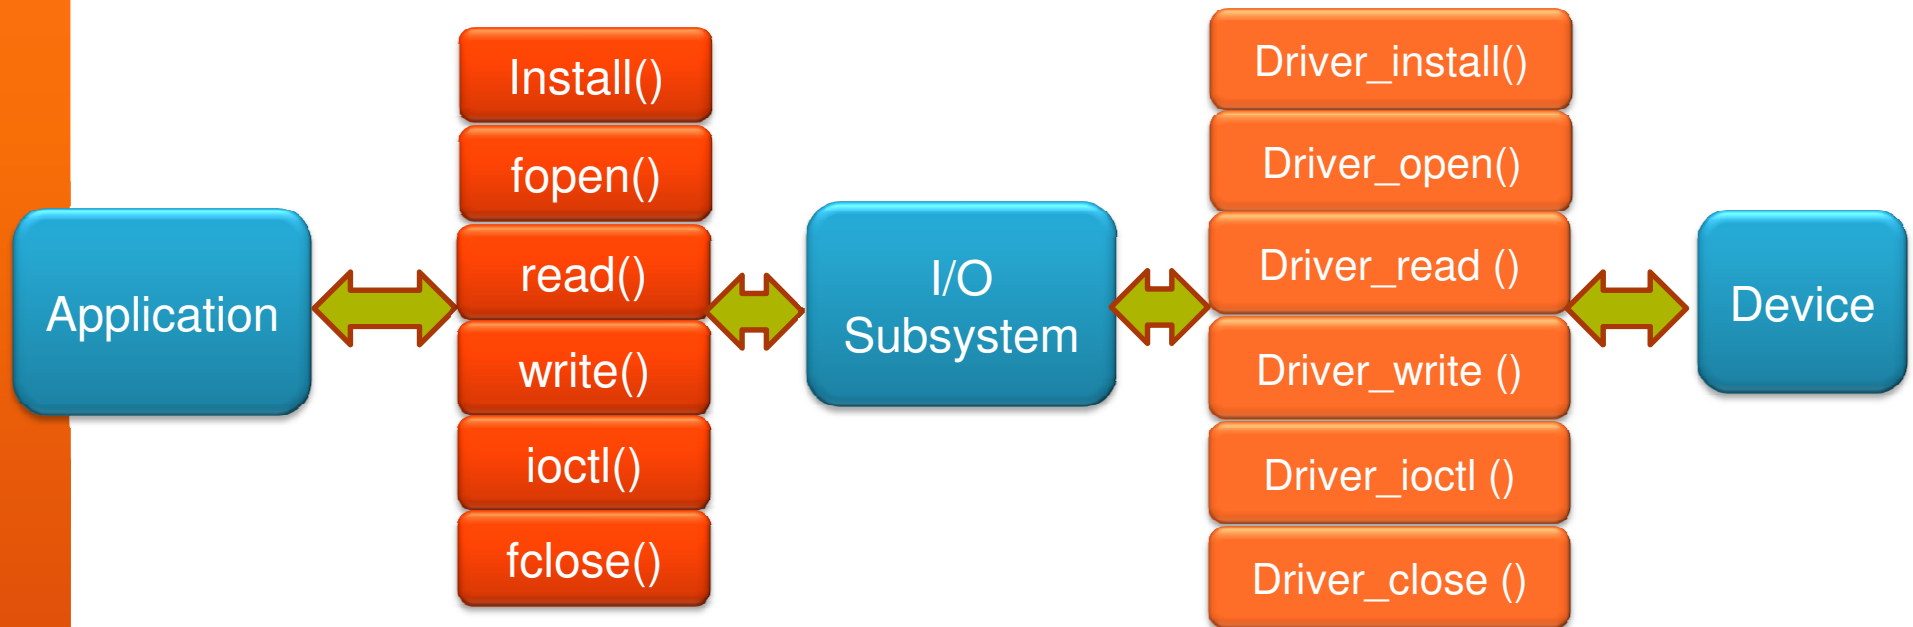 Application
Install()
fopen()
read()
write()
ioctl()
fclose()
I/O
Subsystem
Driver_install()
Driver_open()
Driver_read ()
Driver_write ()
Driver_ioctl ()
Driver_close ()
Device